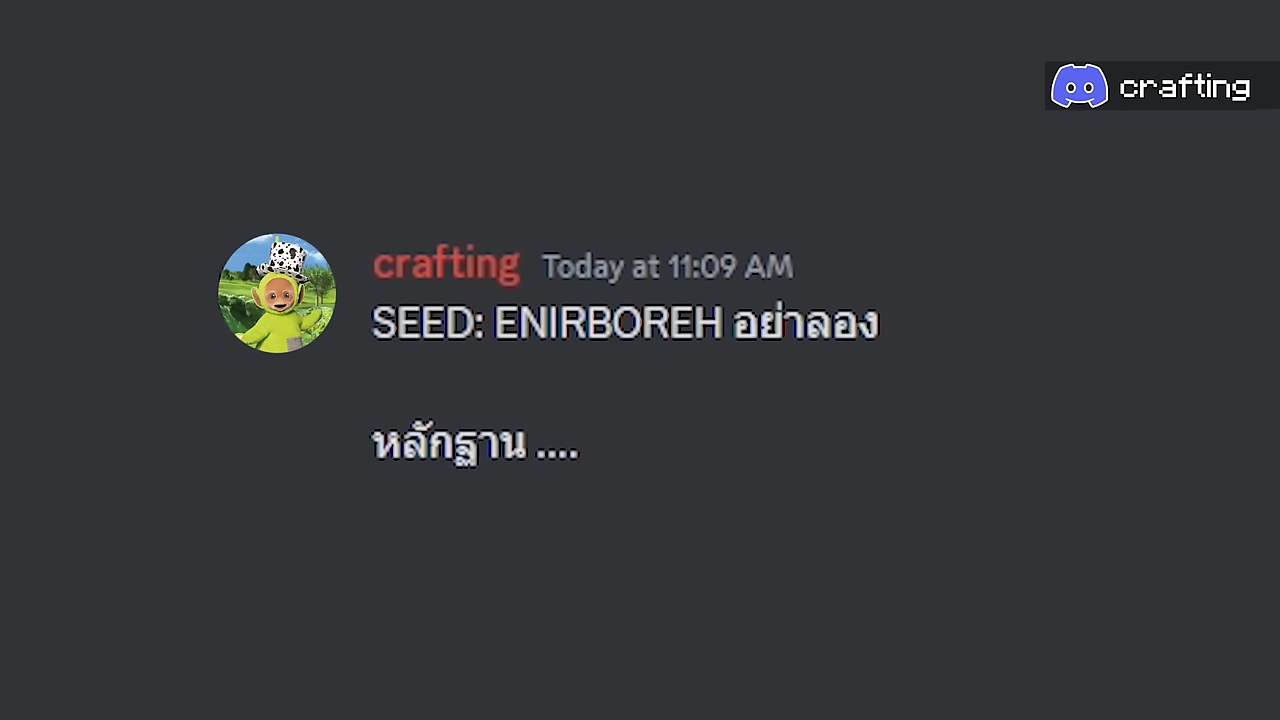 crafting
crafting Today at 11:09 AM
SEED: ENIRBOREH อย่าลอง
หลักฐาน ....